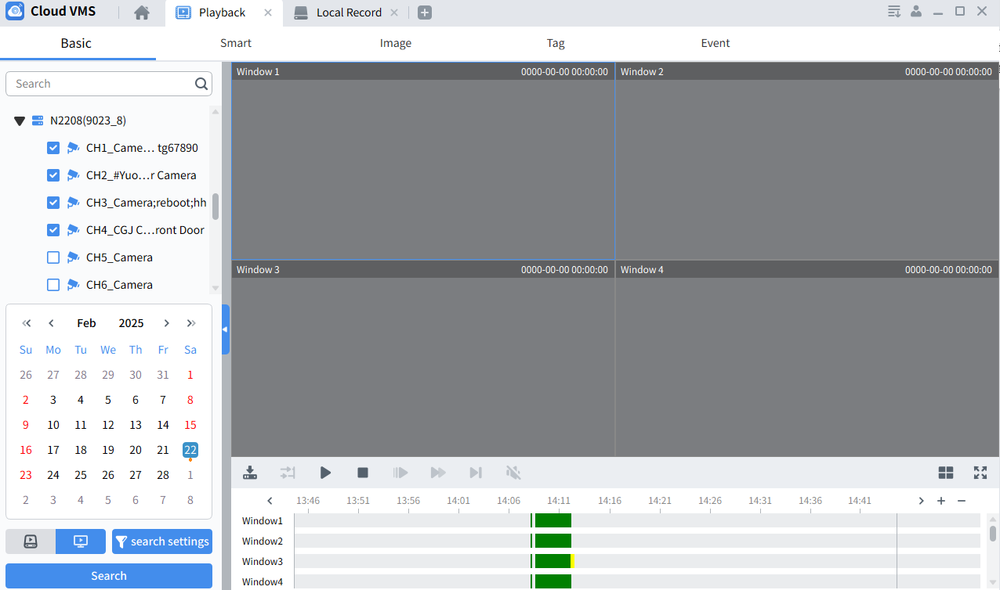 Cloud VMS
Playback
Local Record
Basic
Smart
Image
Tag
Event
Search
N2208(9023_8)
CH1_Came... tg67890
CH2_#Yuo...r Camera
CH3_Camera;reboot;hh
CH4_CGJ C...ront Door
CH5_Camera
CH6_Camera
Feb 2025
Su Mo Tu We Th Fr Sa
26 27 28 29 30 31 1
2 3 4 5 6 7 8
9 10 11 12 13 14 15
16 17 18 19 20 21 22
23 24 25 26 27 28 1
2 3 4 5 6 7 8
search settings
Search
Window 1 0000-00-00 00:00:00
Window 2 0000-00-00 00:00:00
Window 3 0000-00-00 00:00:00
Window 4 0000-00-00 00:00:00
13:46 13:51 13:56 14:01 14:06 14:11 14:16 14:21 14:26 14:31 14:36 14:41
Window1
Window2
Window3
Window4